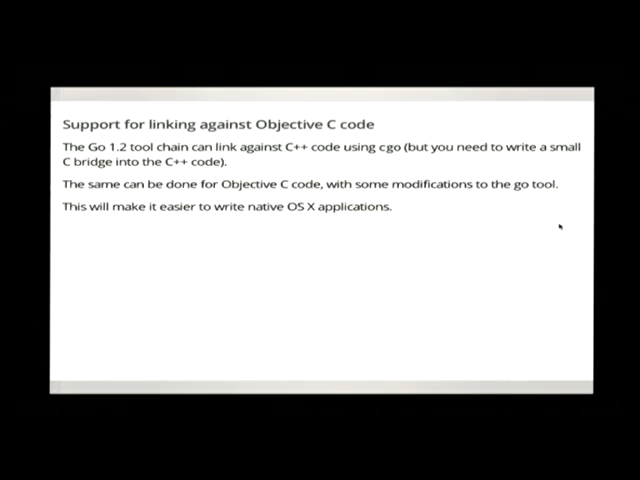 Support for linking against Objective C code
The Go 1.2 tool chain can link against C++ code using cgo (but you need to write a small
C bridge into the C++ code).
The same can be done for Objective C code, with some modifications to the go tool.
This will make it easier to write native OS X applications.